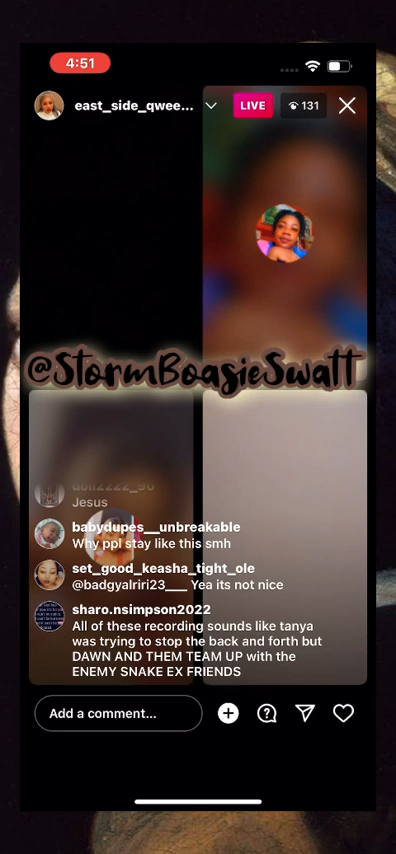 4:51
east_side_qwee...
LIVE
131
@StormBoasieSwatt
Jesus
babydupes__unbreakable
Why ppl stay like this smh
set_good_keasha_tight_ole
@badgyalriri23___ Yea its not nice
sharo.nsimpson2022
All of these recording sounds like tanya
was trying to stop the back and forth but
DAWN AND THEM TEAM UP with the
ENEMY SNAKE EX FRIENDS
Add a comment...